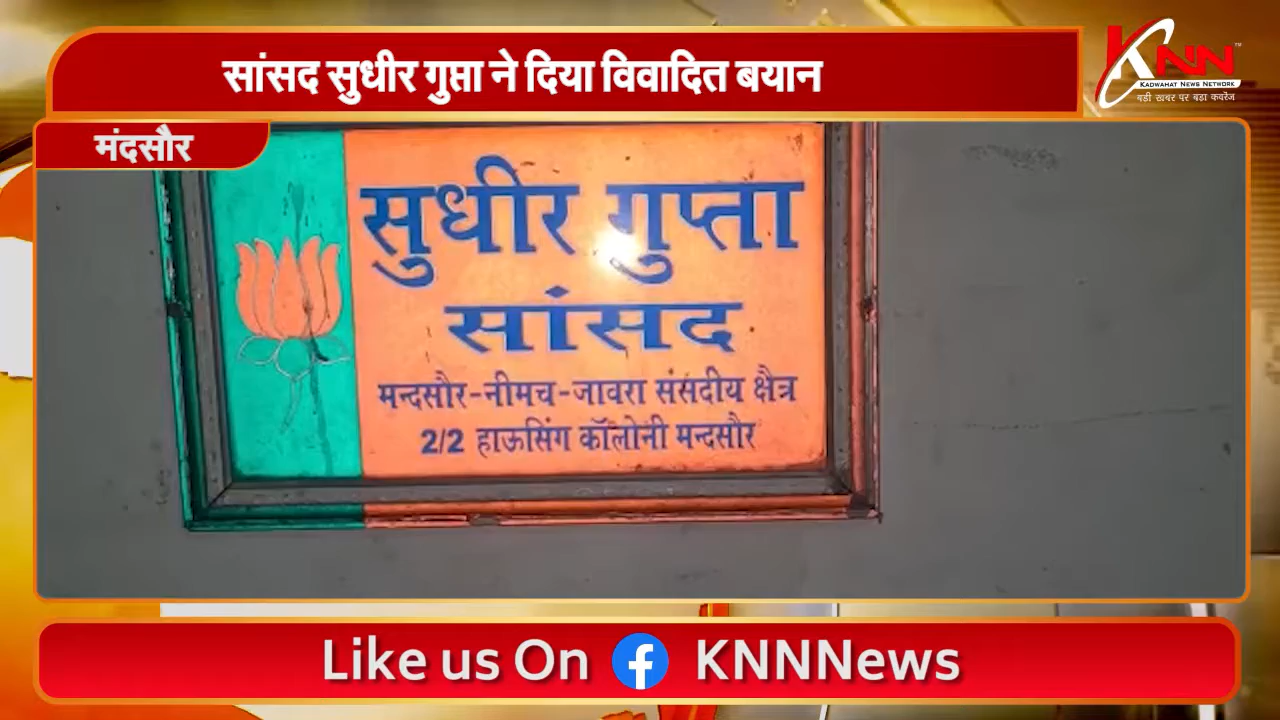 सांसद सुधीर गुप्ता ने दिया विवादित बयान
KNN
TM
KADWAHAT NEWS NETWORK
बड़ी खबर पर बड़ा कवरेज
मंदसौर
सुधीर गुप्ता
सांसद
मन्दसौर-नीमच-जावरा संसदीय क्षैत्र
2/2 हाऊसिंग कॉलोनी मन्दसौर
Like us On f KNNNews